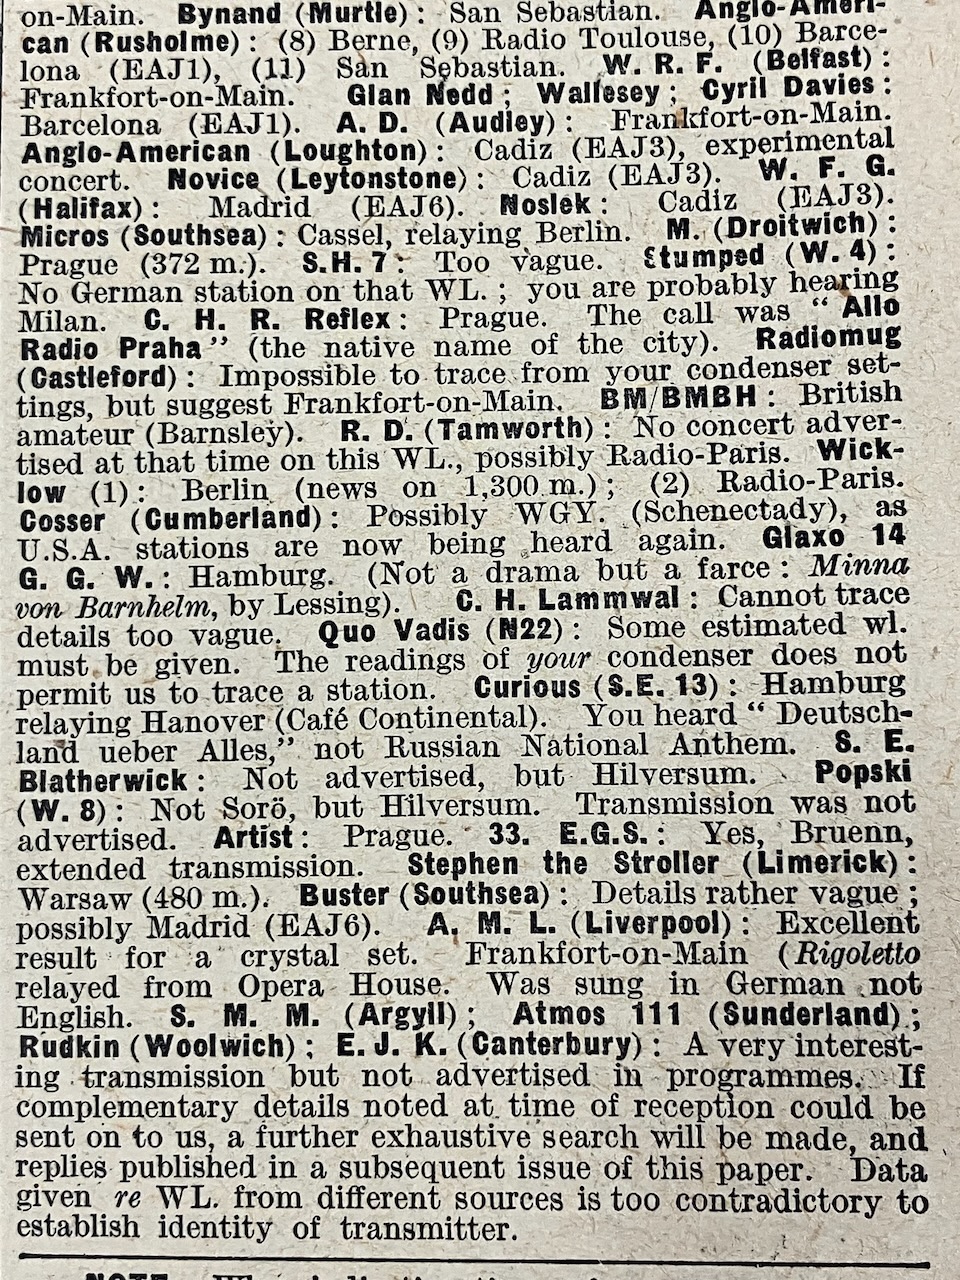 on-Main. Bynand (Murtle): San Sebastian. Anglo-Ameri-
can (Rusholme): (8) Berne, (9) Radio Toulouse, (10) Barce-
lona (EAJ1), (11) San Sebastian. W. R. F. (Belfast):
Frankfort-on-Main. Glan Nedd; Wallesey; Cyril Davies:
Barcelona (EAJ1). A. D. (Audley): Frankfort-on-Main.
Anglo-American (Loughton): Cadiz (EAJ3), experimental
concert. Novice (Leytonstone): Cadiz (EAJ3). W. F. G.
(Halifax): Madrid (EAJ6). Noslek: Cadiz (EAJ3).
Micros (Southsea): Cassel, relaying Berlin. M. (Droitwich):
Prague (372 m.). S.H. 7: Too vague. Stumped (W. 4):
No German station on that WL.; you are probably hearing
Milan. C. H. R. Reflex: Prague. The call was "Allo
Radio Praha" (the native name of the city). Radiomug
(Castleford): Impossible to trace from your condenser set-
tings, but suggest Frankfort-on-Main. BM/BMBH: British
amateur (Barnsley). R. D. (Tamworth): No concert adver-
tised at that time on this WL., possibly Radio-Paris. Wick-
low (1): Berlin (news on 1,300 m.); (2) Radio-Paris.
Cosser (Cumberland): Possibly WGY. (Schenectady), as
U.S.A. stations are now being heard again. Glaxo 14
G. G. W.: Hamburg. (Not a drama but a farce: Minna
von Barnhelm, by Lessing). C. H. Lammwal: Cannot trace
details too vague. Quo Vadis (N22): Some estimated wl.
must be given. The readings of your condenser does not
permit us to trace a station. Curious (S.E. 13): Hamburg
relaying Hanover (Café Continental). You heard "Deutsch-
land ueber Alles," not Russian National Anthem. S. E.
Blatherwick: Not advertised, but Hilversum. Popski
(W. 8): Not Sorö, but Hilversum. Transmission was not
advertised. Artist: Prague. 33. E.G.S.: Yes, Bruenn,
extended transmission. Stephen the Stroller (Limerick):
Warsaw (480 m.). Buster (Southsea): Details rather vague;
possibly Madrid (EAJ6). A. M. L. (Liverpool): Excellent
result for a crystal set. Frankfort-on-Main (Rigoletto
relayed from Opera House. Was sung in German not
English. S. M. M. (Argyll); Atmos 111 (Sunderland);
Rudkin (Woolwich); E. J. K. (Canterbury): A very interest-
ing transmission but not advertised in programmes. If
complementary details noted at time of reception could be
sent on to us, a further exhaustive search will be made, and
replies published in a subsequent issue of this paper. Data
given re WL. from different sources is too contradictory to
establish identity of transmitter.